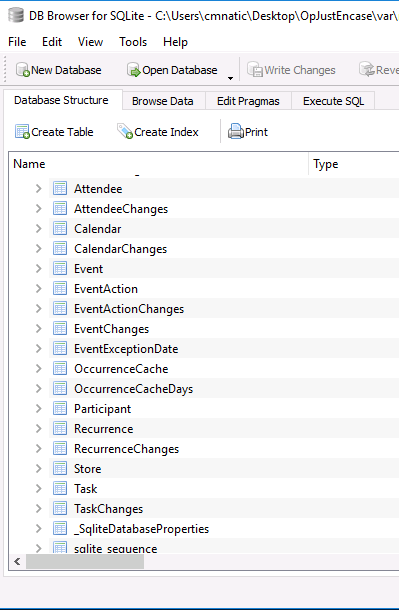 DB Browser for SQLite - C:\Users\cmnatic\Desktop\OpJustEncase\var\
File Edit View Tools Help
New Database Open Database Write Changes Reve
Database Structure Browse Data Edit Pragmas Execute SQL
Create Table Create Index Print
Name Type
Attendee
AttendeeChanges
Calendar
CalendarChanges
Event
EventAction
EventActionChanges
EventChanges
EventExceptionDate
OccurrenceCache
OccurrenceCacheDays
Participant
Recurrence
RecurrenceChanges
Store
Task
TaskChanges
_SqliteDatabaseProperties
sqlite_sequence